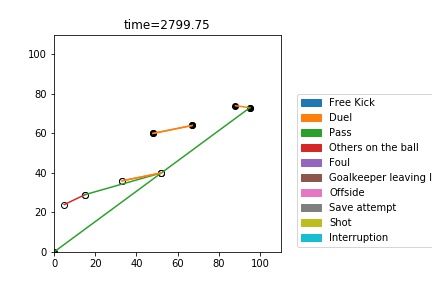 time=2799.75
100
80
60
40
20
0
0 20 40 60 80 100
Free Kick
Duel
Pass
Others on the ball
Foul
Goalkeeper leaving l
Offside
Save attempt
Shot
Interruption